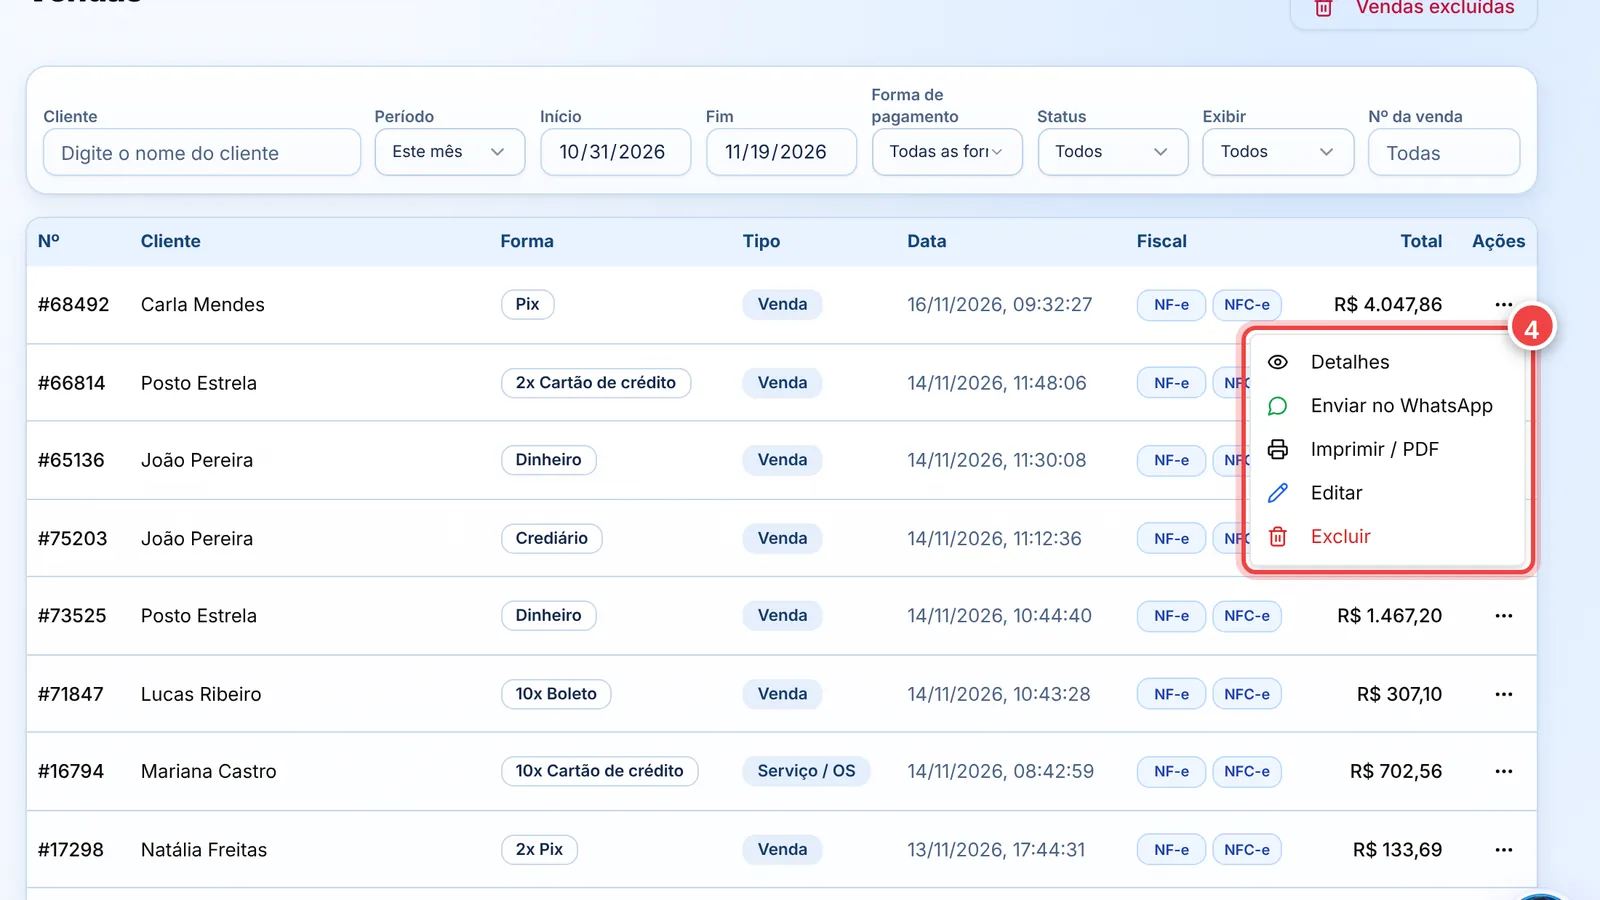 Vendas excluídas
Cliente
Período
Início
Fim
Forma de pagamento
Status
Exibir
Nº da venda
Digite o nome do cliente
Este mês
10/31/2026
11/19/2026
Todas as for
Todos
Todos
Todas
Nº Cliente Forma Tipo Data Fiscal Total Ações
#68492 Carla Mendes Pix Venda 16/11/2026, 09:32:27 NF-e NFC-e R$ 4.047,86 ...
4
#66814 Posto Estrela 2x Cartão de crédito Venda 14/11/2026, 11:48:06 NF-e NFC
#65136 João Pereira Dinheiro Venda 14/11/2026, 11:30:08 NF-e NFC
#75203 João Pereira Crediário Venda 14/11/2026, 11:12:36 NF-e NFC
Detalhes
Enviar no WhatsApp
Imprimir / PDF
Editar
Excluir
#73525 Posto Estrela Dinheiro Venda 14/11/2026, 10:44:40 NF-e NFC-e R$ 1.467,20 ...
#71847 Lucas Ribeiro 10x Boleto Venda 14/11/2026, 10:43:28 NF-e NFC-e R$ 307,10 ...
#16794 Mariana Castro 10x Cartão de crédito Serviço / OS 14/11/2026, 08:42:59 NF-e NFC-e R$ 702,56 ...
#17298 Natália Freitas 2x Pix Venda 13/11/2026, 17:44:31 NF-e NFC-e R$ 133,69 ...